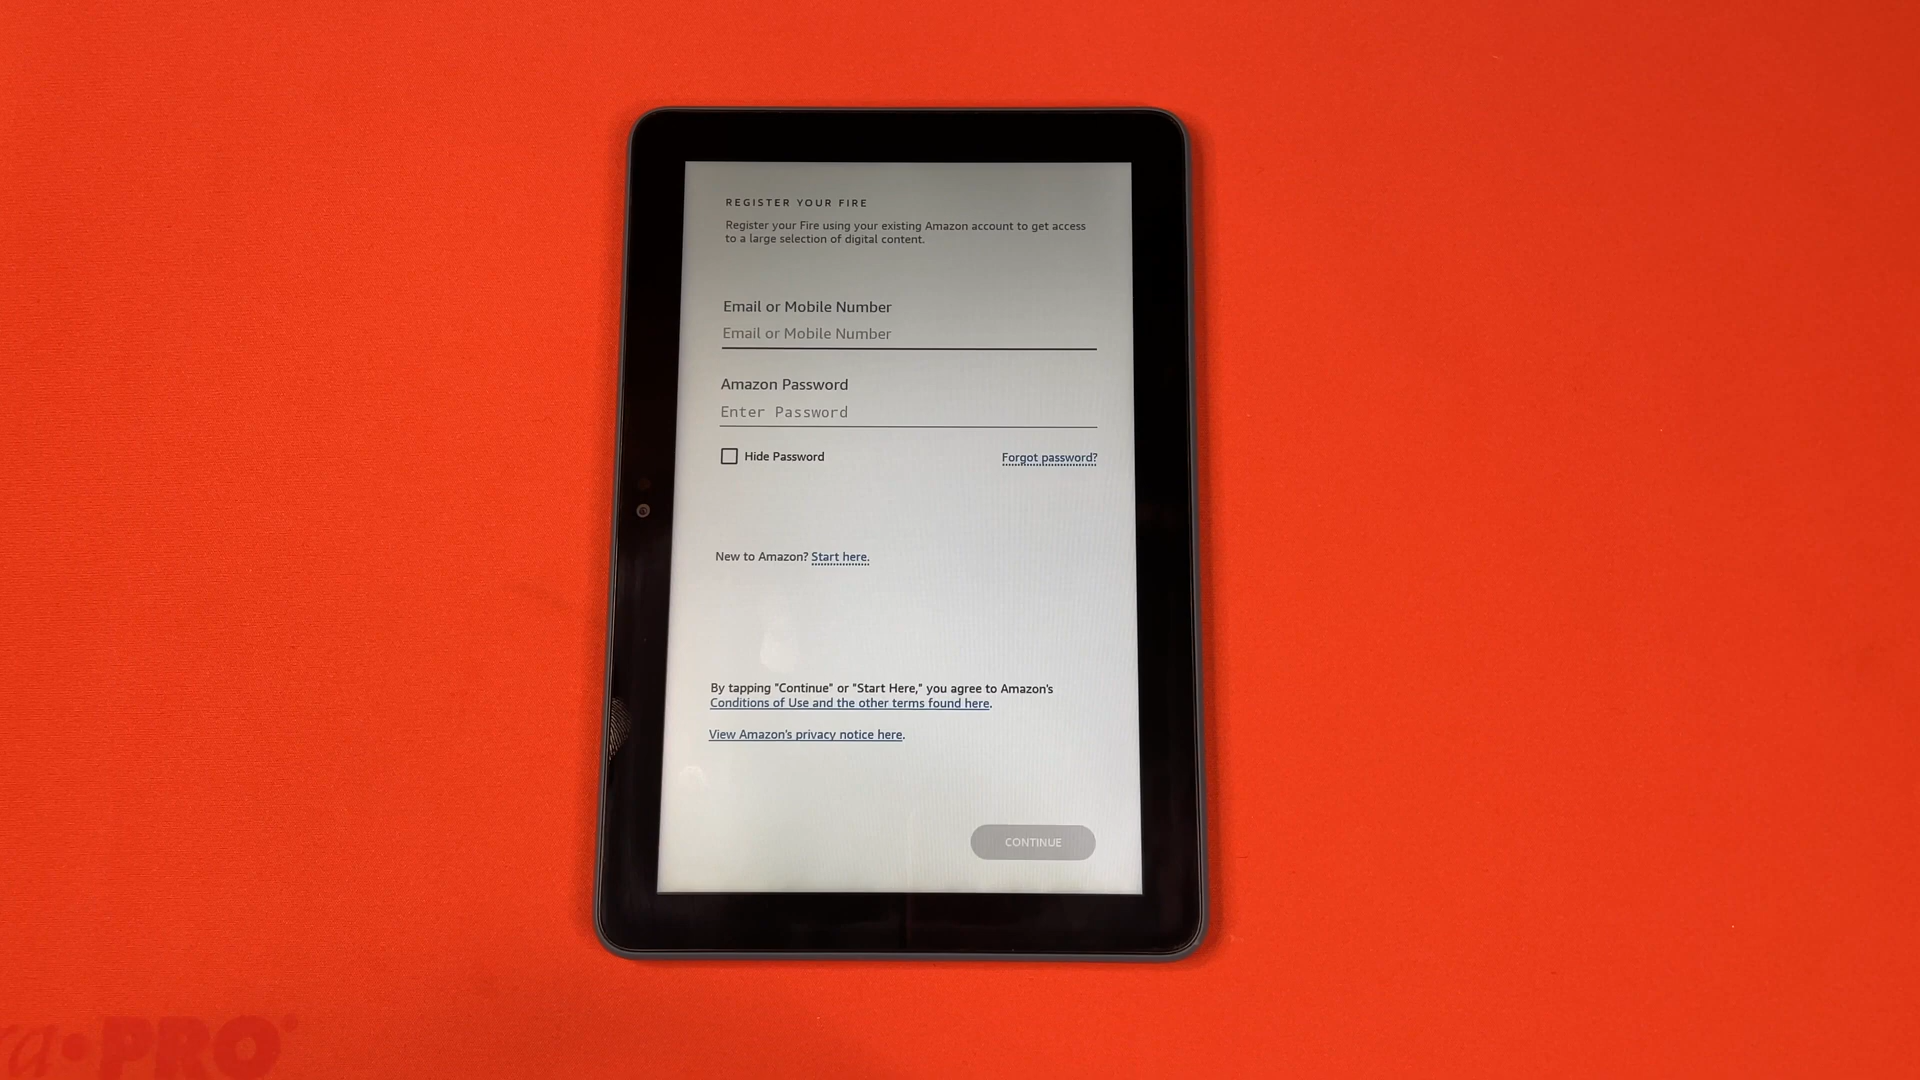 REGISTER YOUR FIRE
Register your Fire using your existing Amazon account to get access
to a large selection of digital content.
Email or Mobile Number
Email or Mobile Number
Amazon Password
Enter Password
Hide Password
Forgot password?
New to Amazon? Start here.
By tapping "Continue" or "Start Here," you agree to Amazon's
Conditions of Use and the other terms found here.
View Amazon's privacy notice here.
CONTINUE
PRO